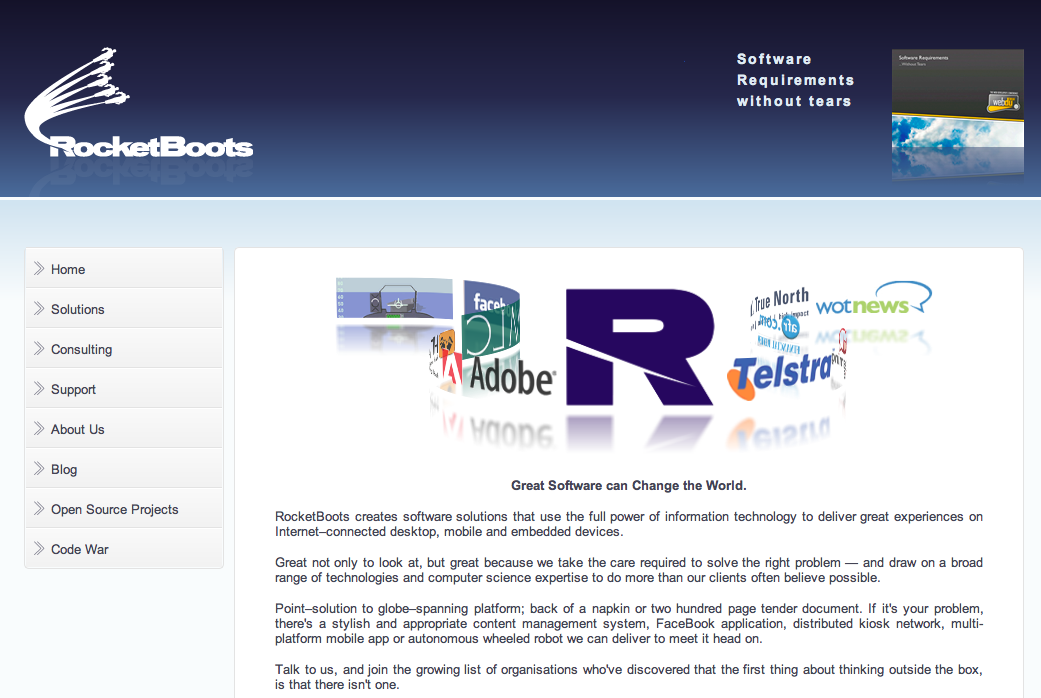 RocketBoots
Software
Requirements
without tears
Software Requirements
...Without Tears
webdu
Home
Solutions
Consulting
Support
About Us
Blog
Open Source Projects
Code War
faceb
Adobe
R
True North
high impact
afr.com
wotnews
Telstra
Great Software can Change the World.
RocketBoots creates software solutions that use the full power of information technology to deliver great experiences on
Internet–connected desktop, mobile and embedded devices.
Great not only to look at, but great because we take the care required to solve the right problem — and draw on a broad
range of technologies and computer science expertise to do more than our clients often believe possible.
Point–solution to globe–spanning platform; back of a napkin or two hundred page tender document. If it's your problem,
there's a stylish and appropriate content management system, FaceBook application, distributed kiosk network, multi-
platform mobile app or autonomous wheeled robot we can deliver to meet it head on.
Talk to us, and join the growing list of organisations who've discovered that the first thing about thinking outside the box,
is that there isn't one.